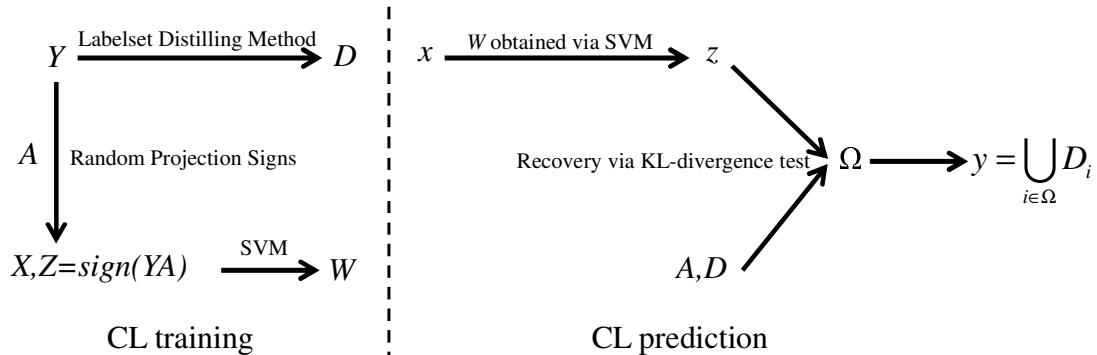 Labelset Distilling Method
Y D
A Random Projection Signs
X,Z=sign(YA) SVM W
CL training
x W obtained via SVM z
Recovery via KL-divergence test Ω y = ⋃ D_i
i∈Ω
A,D
CL prediction